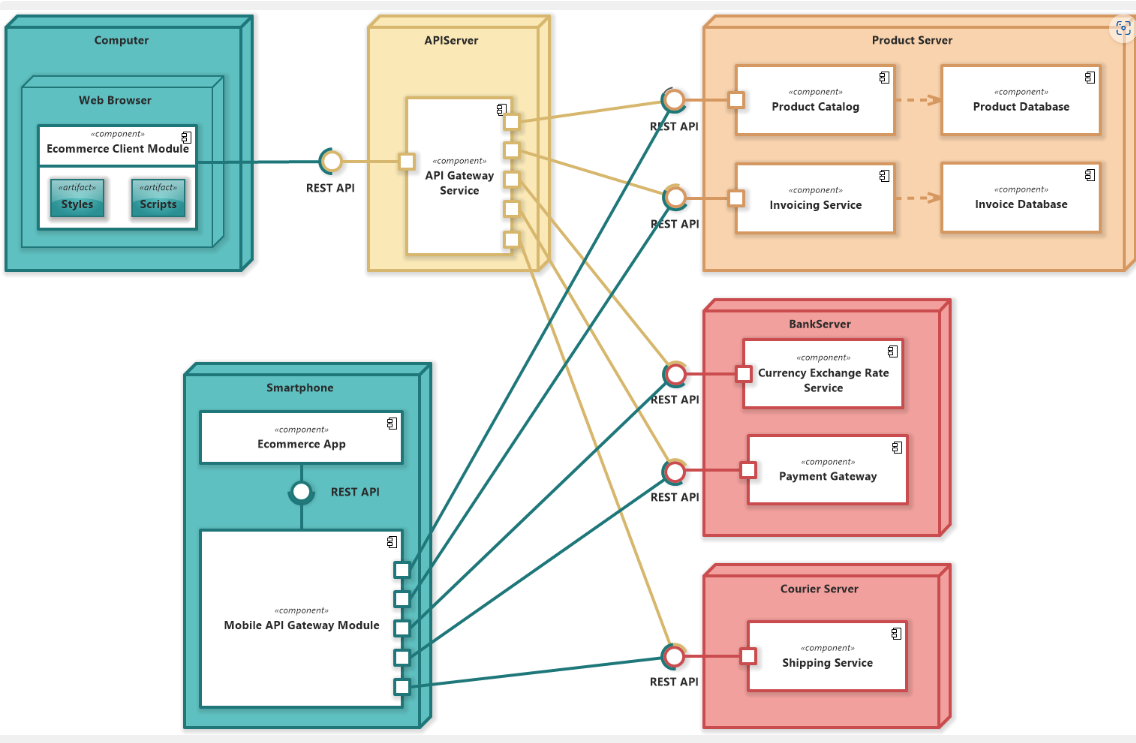 Computer
Web Browser
«component»
Ecommerce Client Module
«artifact»
Styles
«artifact»
Scripts
REST API
APIServer
«component»
API Gateway
Service
Product Server
REST API
«component»
Product Catalog
Product Database
REST API
«component»
Invoicing Service
Invoice Database
BankServer
REST API
«component»
Currency Exchange Rate
Service
REST API
«component»
Payment Gateway
Smartphone
«component»
Ecommerce App
REST API
«component»
Mobile API Gateway Module
Courier Server
REST API
«component»
Shipping Service